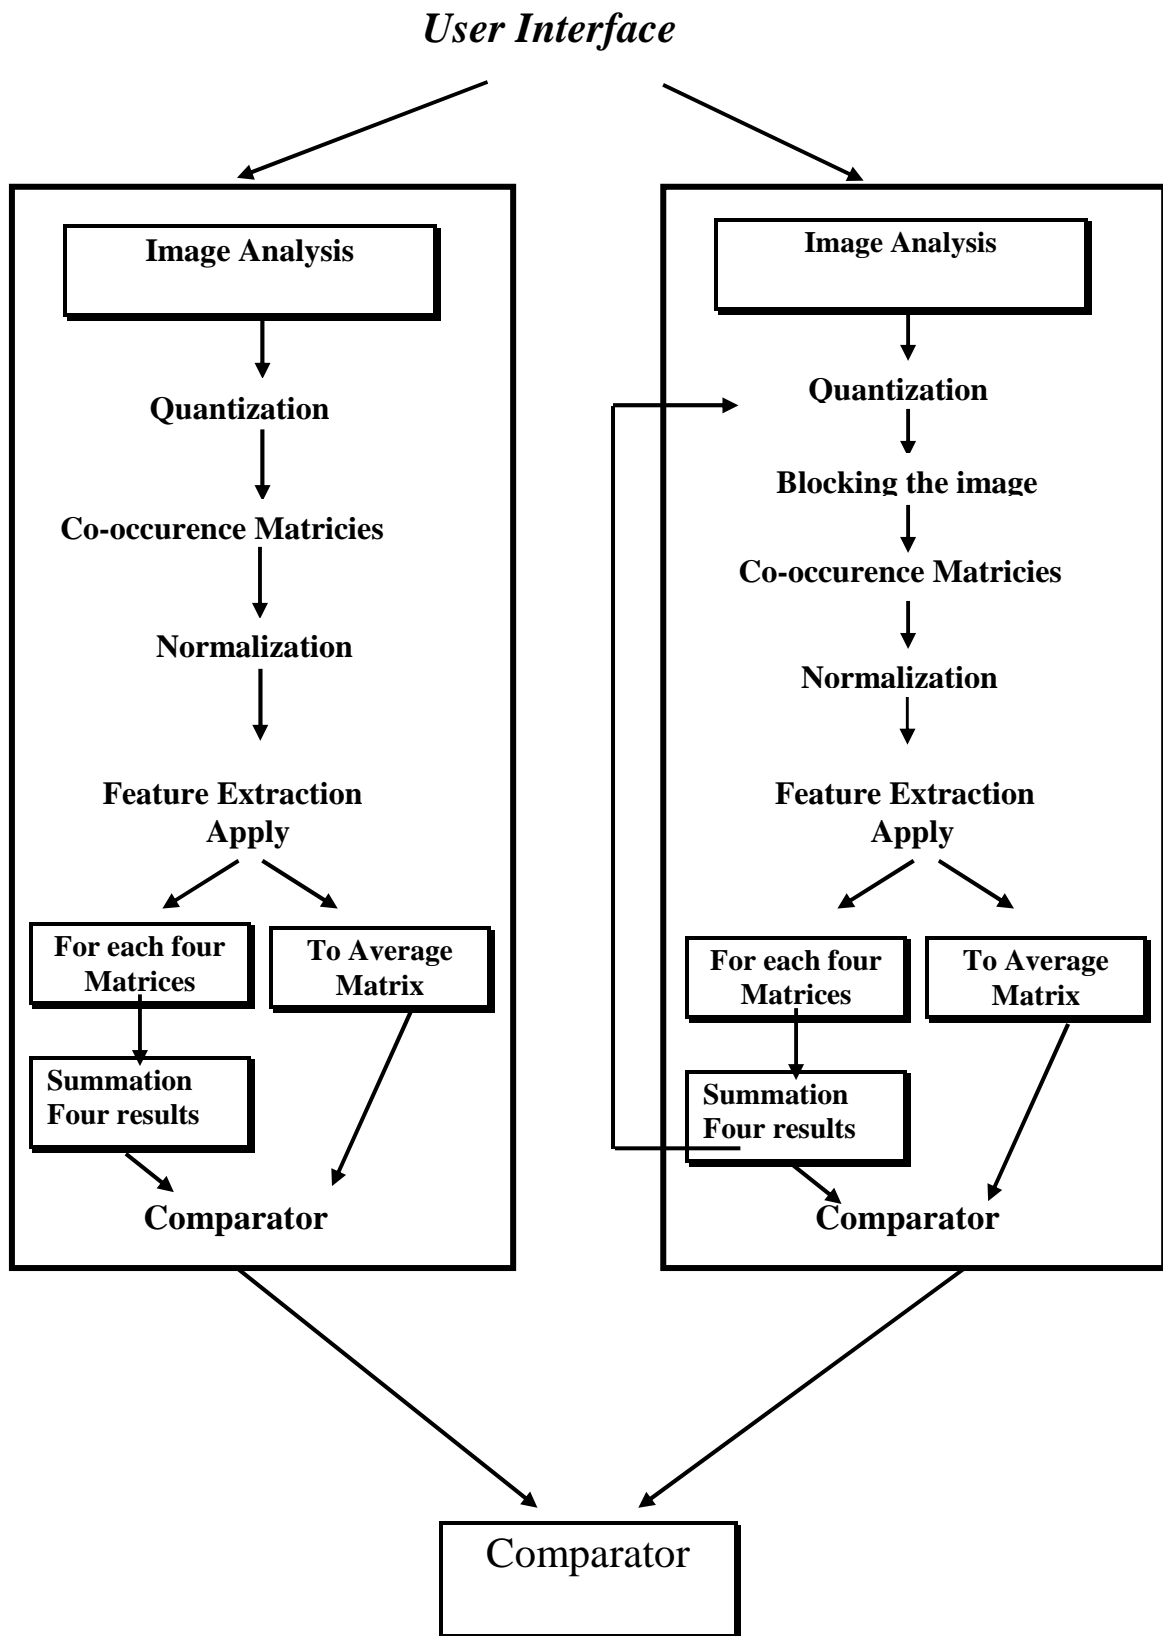 User Interface
Image Analysis
Quantization
Co-occurence Matricies
Normalization
Feature Extraction
Apply
For each four
Matrices
To Average
Matrix
Summation
Four results
Comparator
Image Analysis
Quantization
Blocking the image
Co-occurence Matricies
Normalization
Feature Extraction
Apply
For each four
Matrices
To Average
Matrix
Summation
Four results
Comparator
Comparator